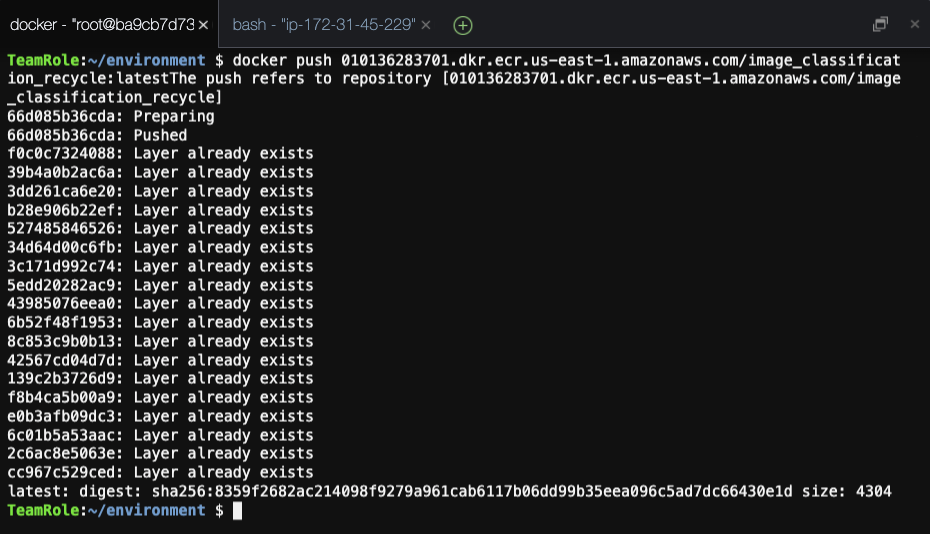 docker - "root@ba9cb7d73 × bash - "ip-172-31-45-229" ×
TeamRole:~/environment $ docker push 010136283701.dkr.ecr.us-east-1.amazonaws.com/image_classificat
ion_recycle:latestThe push refers to repository [010136283701.dkr.ecr.us-east-1.amazonaws.com/image
_classification_recycle]
66d085b36cda: Preparing
66d085b36cda: Pushed
f0c0c7324088: Layer already exists
39b4a0b2ac6a: Layer already exists
3dd261ca6e20: Layer already exists
b28e906b22ef: Layer already exists
527485846526: Layer already exists
34d64d00c6fb: Layer already exists
3c171d992c74: Layer already exists
5edd20282ac9: Layer already exists
43985076eea0: Layer already exists
6b52f48f1953: Layer already exists
8c853c9b0b13: Layer already exists
42567cd04d7d: Layer already exists
139c2b3726d9: Layer already exists
f8b4ca5b00a9: Layer already exists
e0b3afb09dc3: Layer already exists
6c01b5a53aac: Layer already exists
2c6ac8e5063e: Layer already exists
cc967c529ced: Layer already exists
latest: digest: sha256:8359f2682ac214098f9279a961cab6117b06dd99b35eea096c5ad7dc66430e1d size: 4304
TeamRole:~/environment $